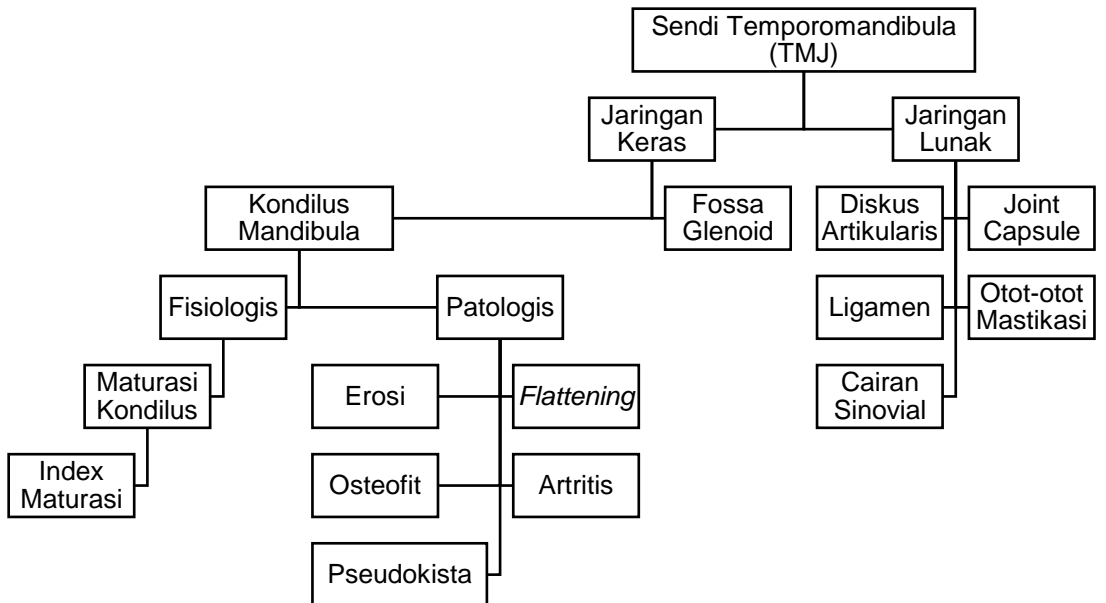 Sendi Temporomandibula
(TMJ)
Jaringan
Keras
Jaringan
Lunak
Kondilus
Mandibula
Fossa
Glenoid
Diskus
Artikularis
Joint
Capsule
Fisiologis
Patologis
Ligamen
Otot-otot
Mastikasi
Maturasi
Kondilus
Erosi
Flattening
Cairan
Sinovial
Index
Maturasi
Osteofit
Artritis
Pseudokista